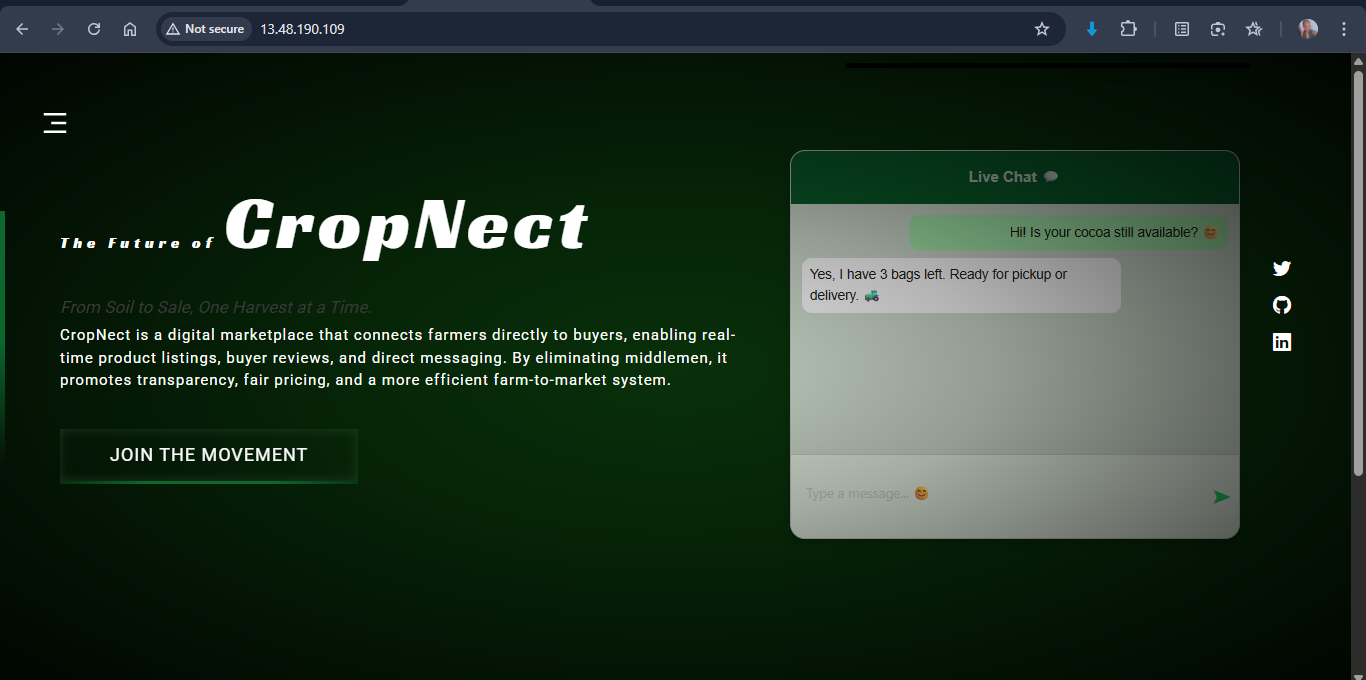 Not secure
13.48.190.109
The Future of CropNect
From Soil to Sale, One Harvest at a Time.
CropNect is a digital marketplace that connects farmers directly to buyers, enabling real-
time product listings, buyer reviews, and direct messaging. By eliminating middlemen, it
promotes transparency, fair pricing, and a more efficient farm-to-market system.
JOIN THE MOVEMENT
Live Chat 💬
Hi! Is your cocoa still available? 😊
Yes, I have 3 bags left. Ready for pickup or
delivery. 🚜
Type a message... 😊
in